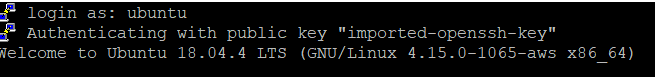 login as: ubuntu
Authenticating with public key "imported-openssh-key"
Welcome to Ubuntu 18.04.4 LTS (GNU/Linux 4.15.0-1065-aws x86_64)